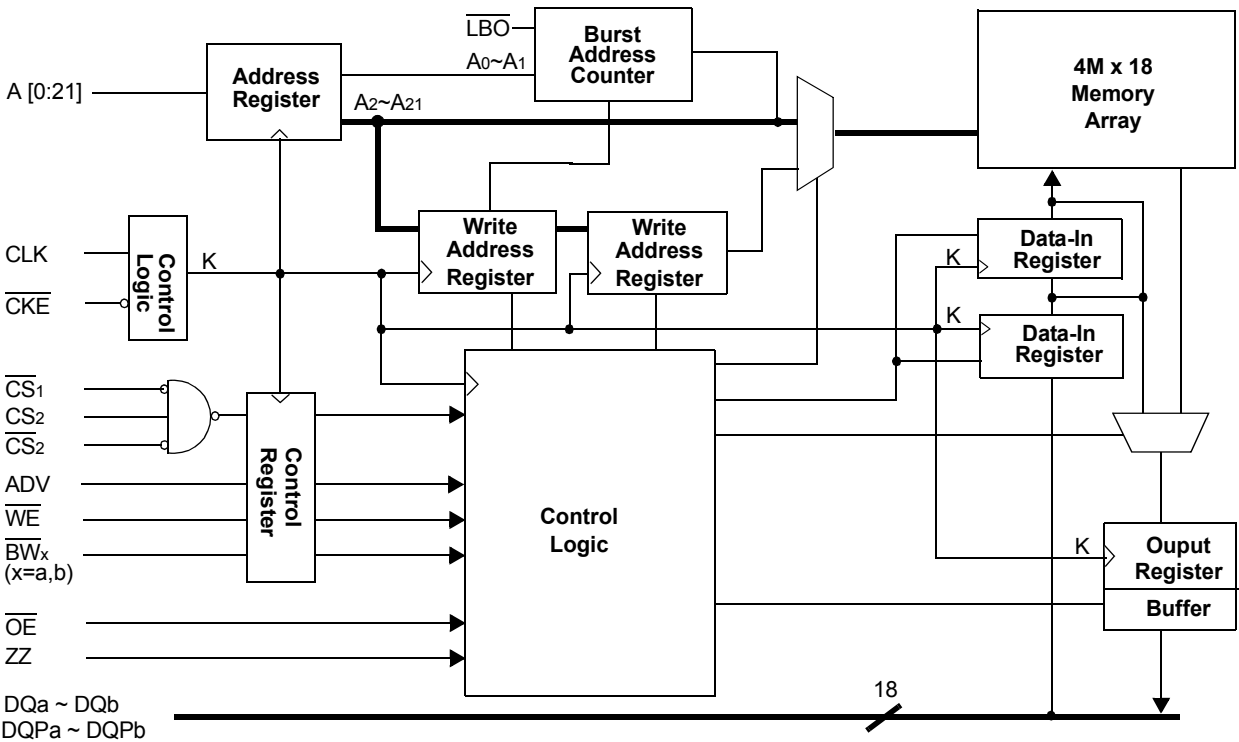 LBO
Burst
Address
Counter
A [0:21]
Address
Register
A0~A1
A2~A21
4M x 18
Memory
Array
CLK
CKE
Control
Logic
K
Write
Address
Register
Write
Address
Register
K
Data-In
Register
K
Data-In
Register
CS1
CS2
CS2
ADV
WE
BWx
(x=a,b)
Control
Register
Control
Logic
OE
ZZ
K
Ouput
Register
Buffer
DQa ~ DQb
DQPa ~ DQPb
18